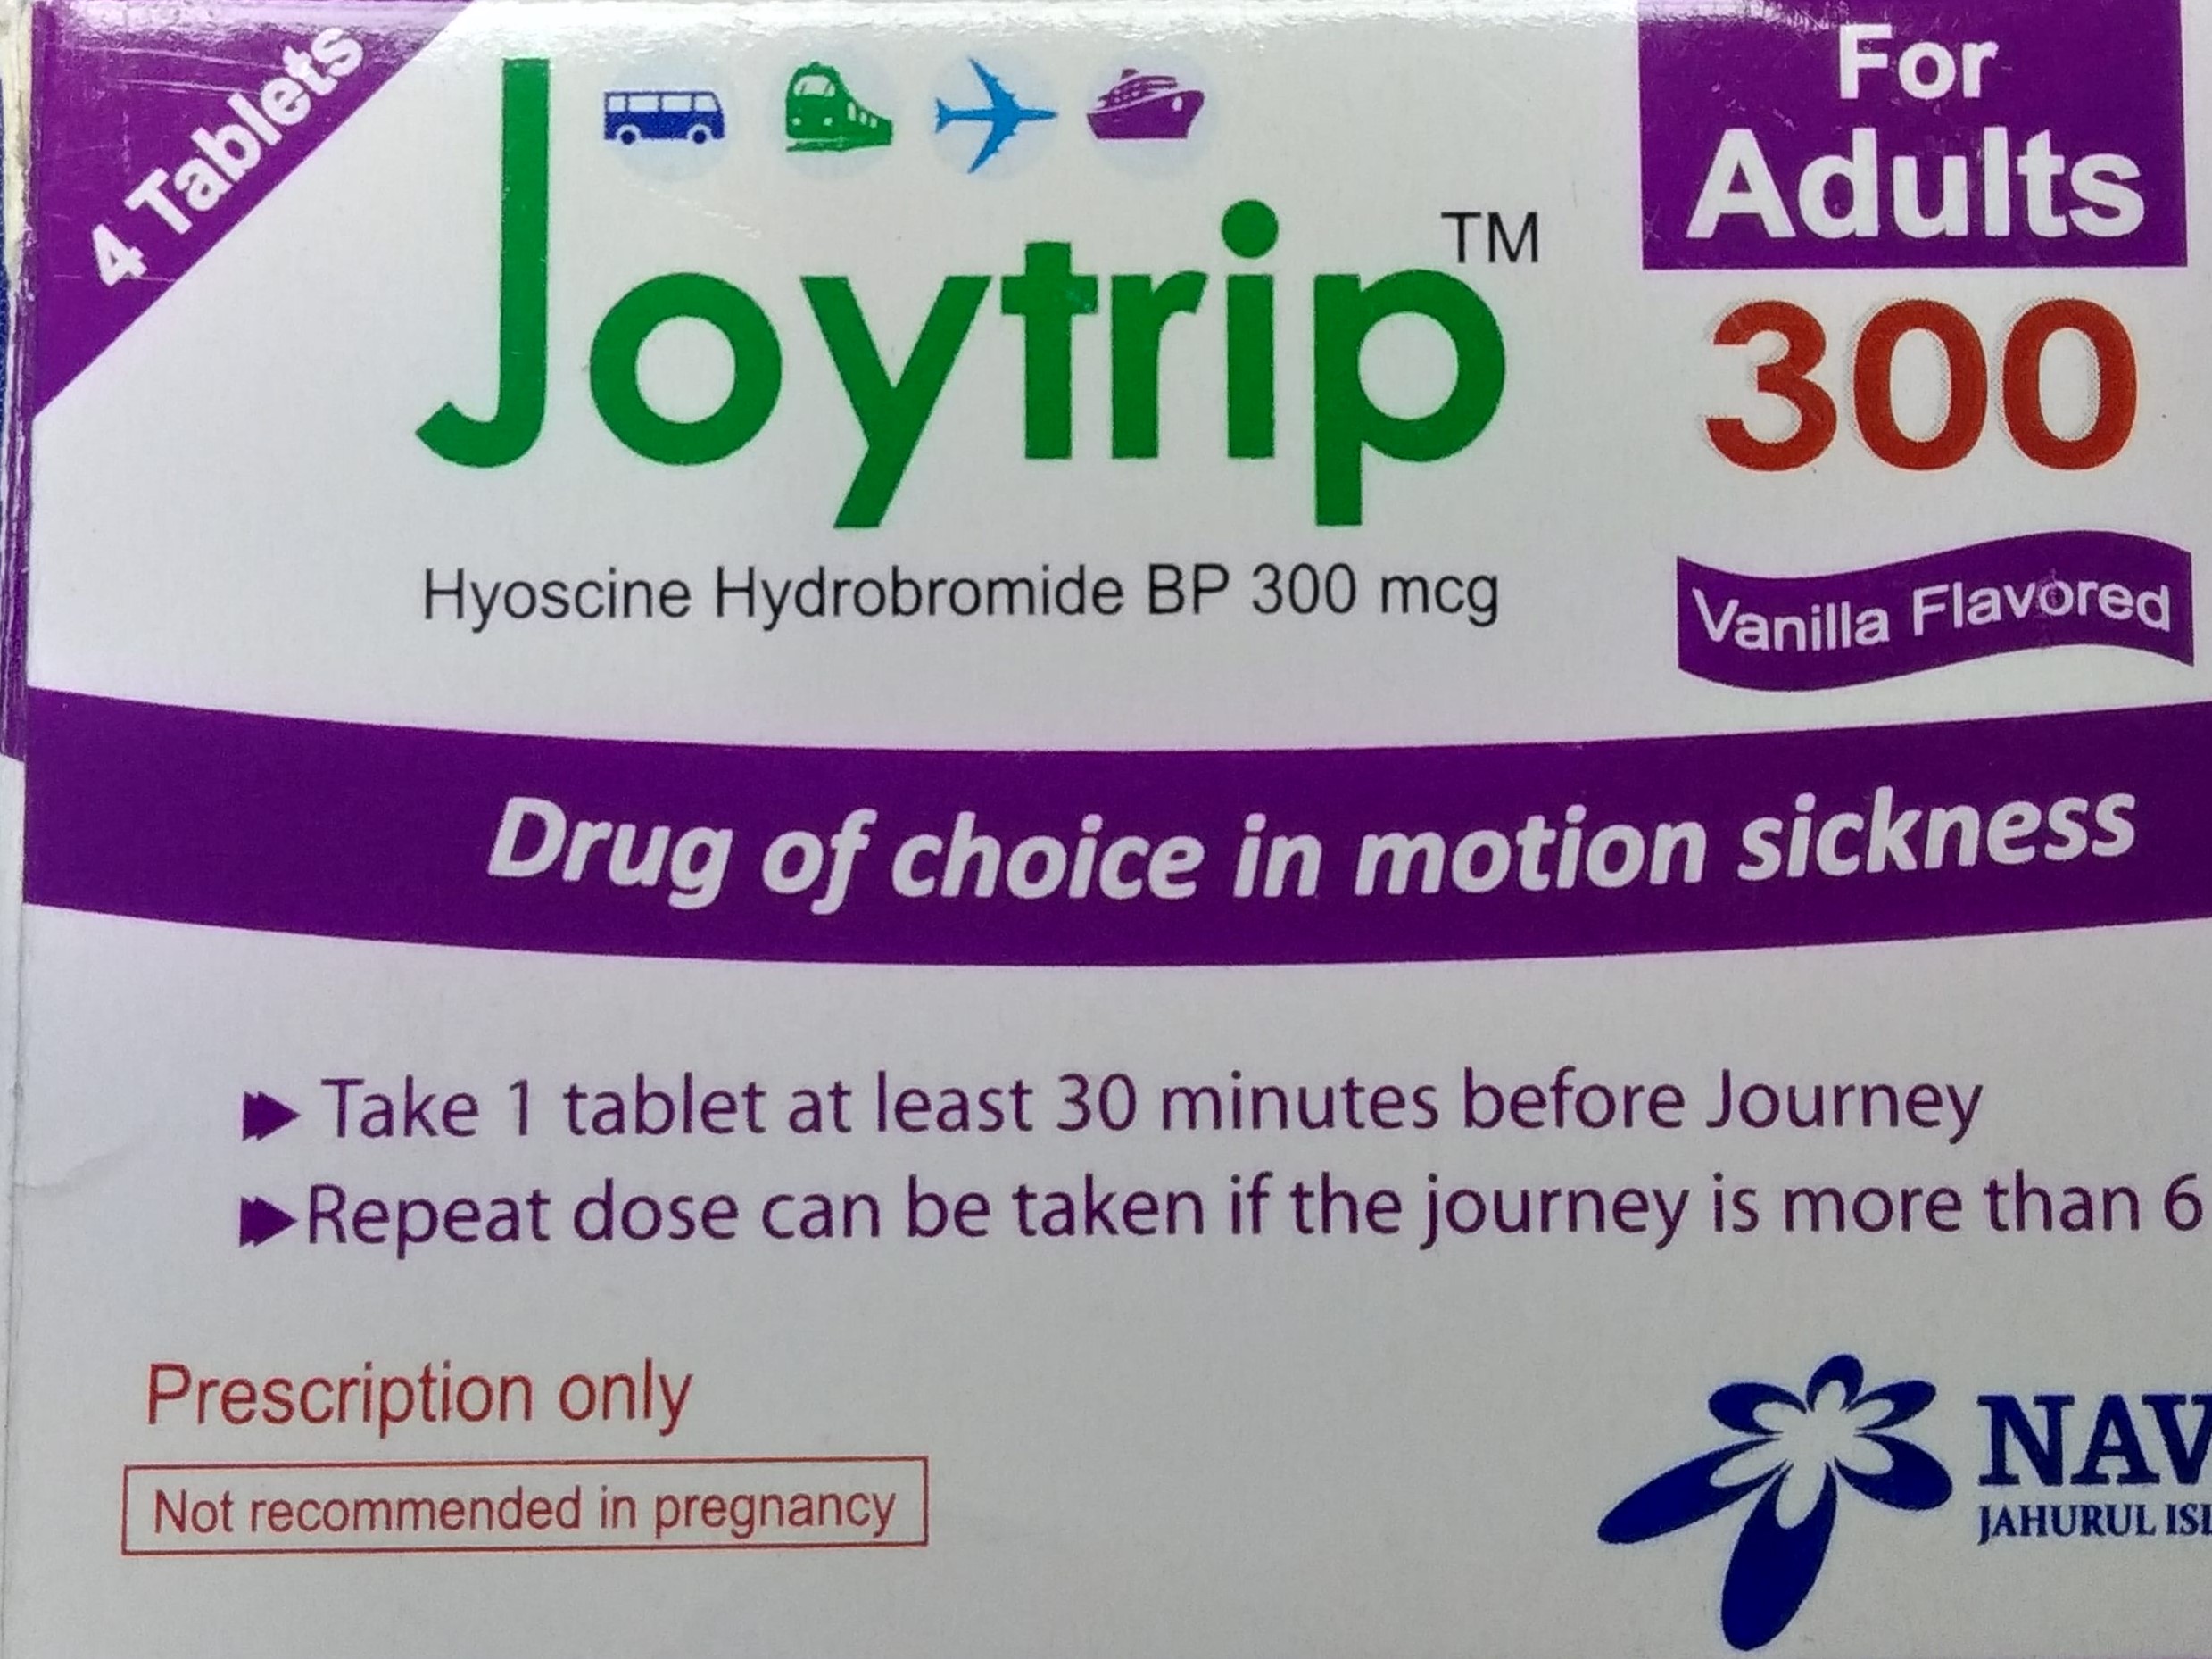 4 Tablets
Joytrip™
For
Adults
300
Hyoscine Hydrobromide BP 300 mcg
Vanilla Flavored
Drug of choice in motion sickness
Take 1 tablet at least 30 minutes before Journey
Repeat dose can be taken if the journey is more than 6
Prescription only
Not recommended in pregnancy
NAV
JAHURUL ISL